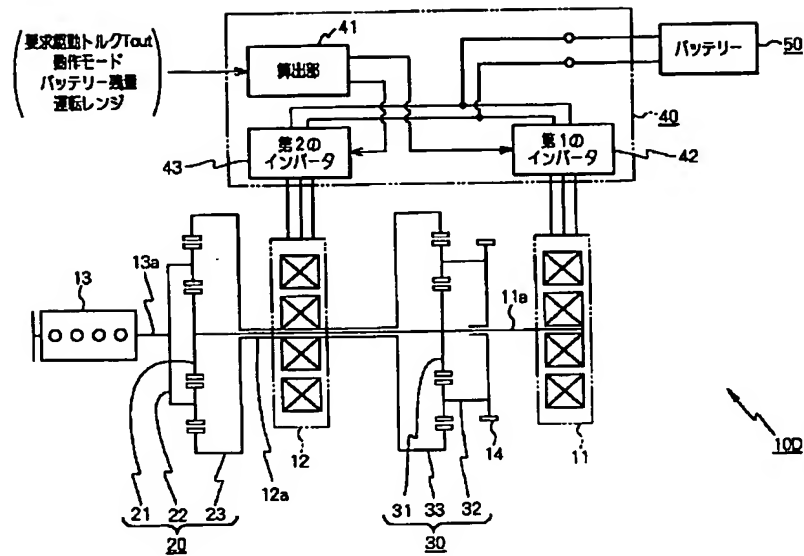 要求駆動トルクTout
動作モード
バッテリー残量
運転レンジ
41
算出部
バッテリー
50
40
第2の
インバータ
43
第1の
インバータ
42
13
13a
11a
12
12a
14
11
10D
21 22 23
20
31 33 32
30